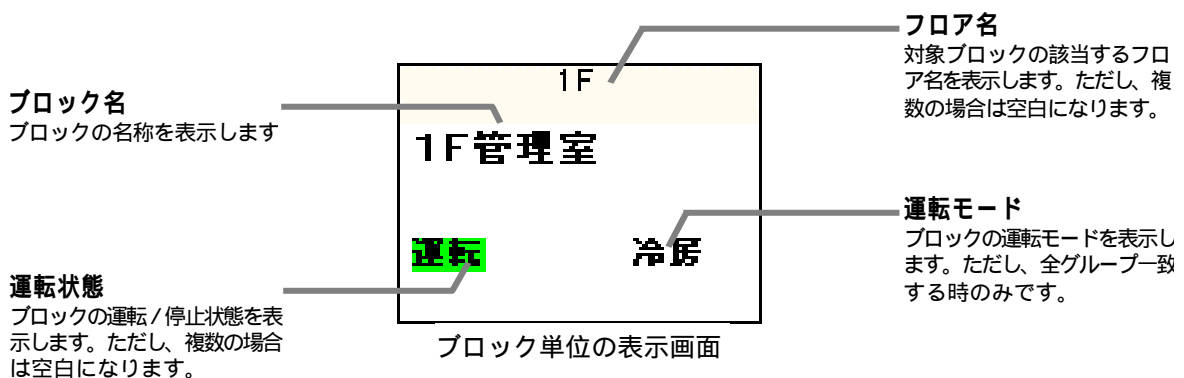 フロア名
対象ブロックの該当するフロ
ア名を表示します。ただし、複
数の場合は空白になります。
1F
ブロック名
ブロックの名称を表示します
1F管理室
運転モード
ブロックの運転モードを表示し
ます。ただし、全グループ一致
する時のみです。
運転 冷房
運転状態
ブロックの運転/停止状態を表
示します。ただし、複数の場合
は空白になります。
ブロック単位の表示画面